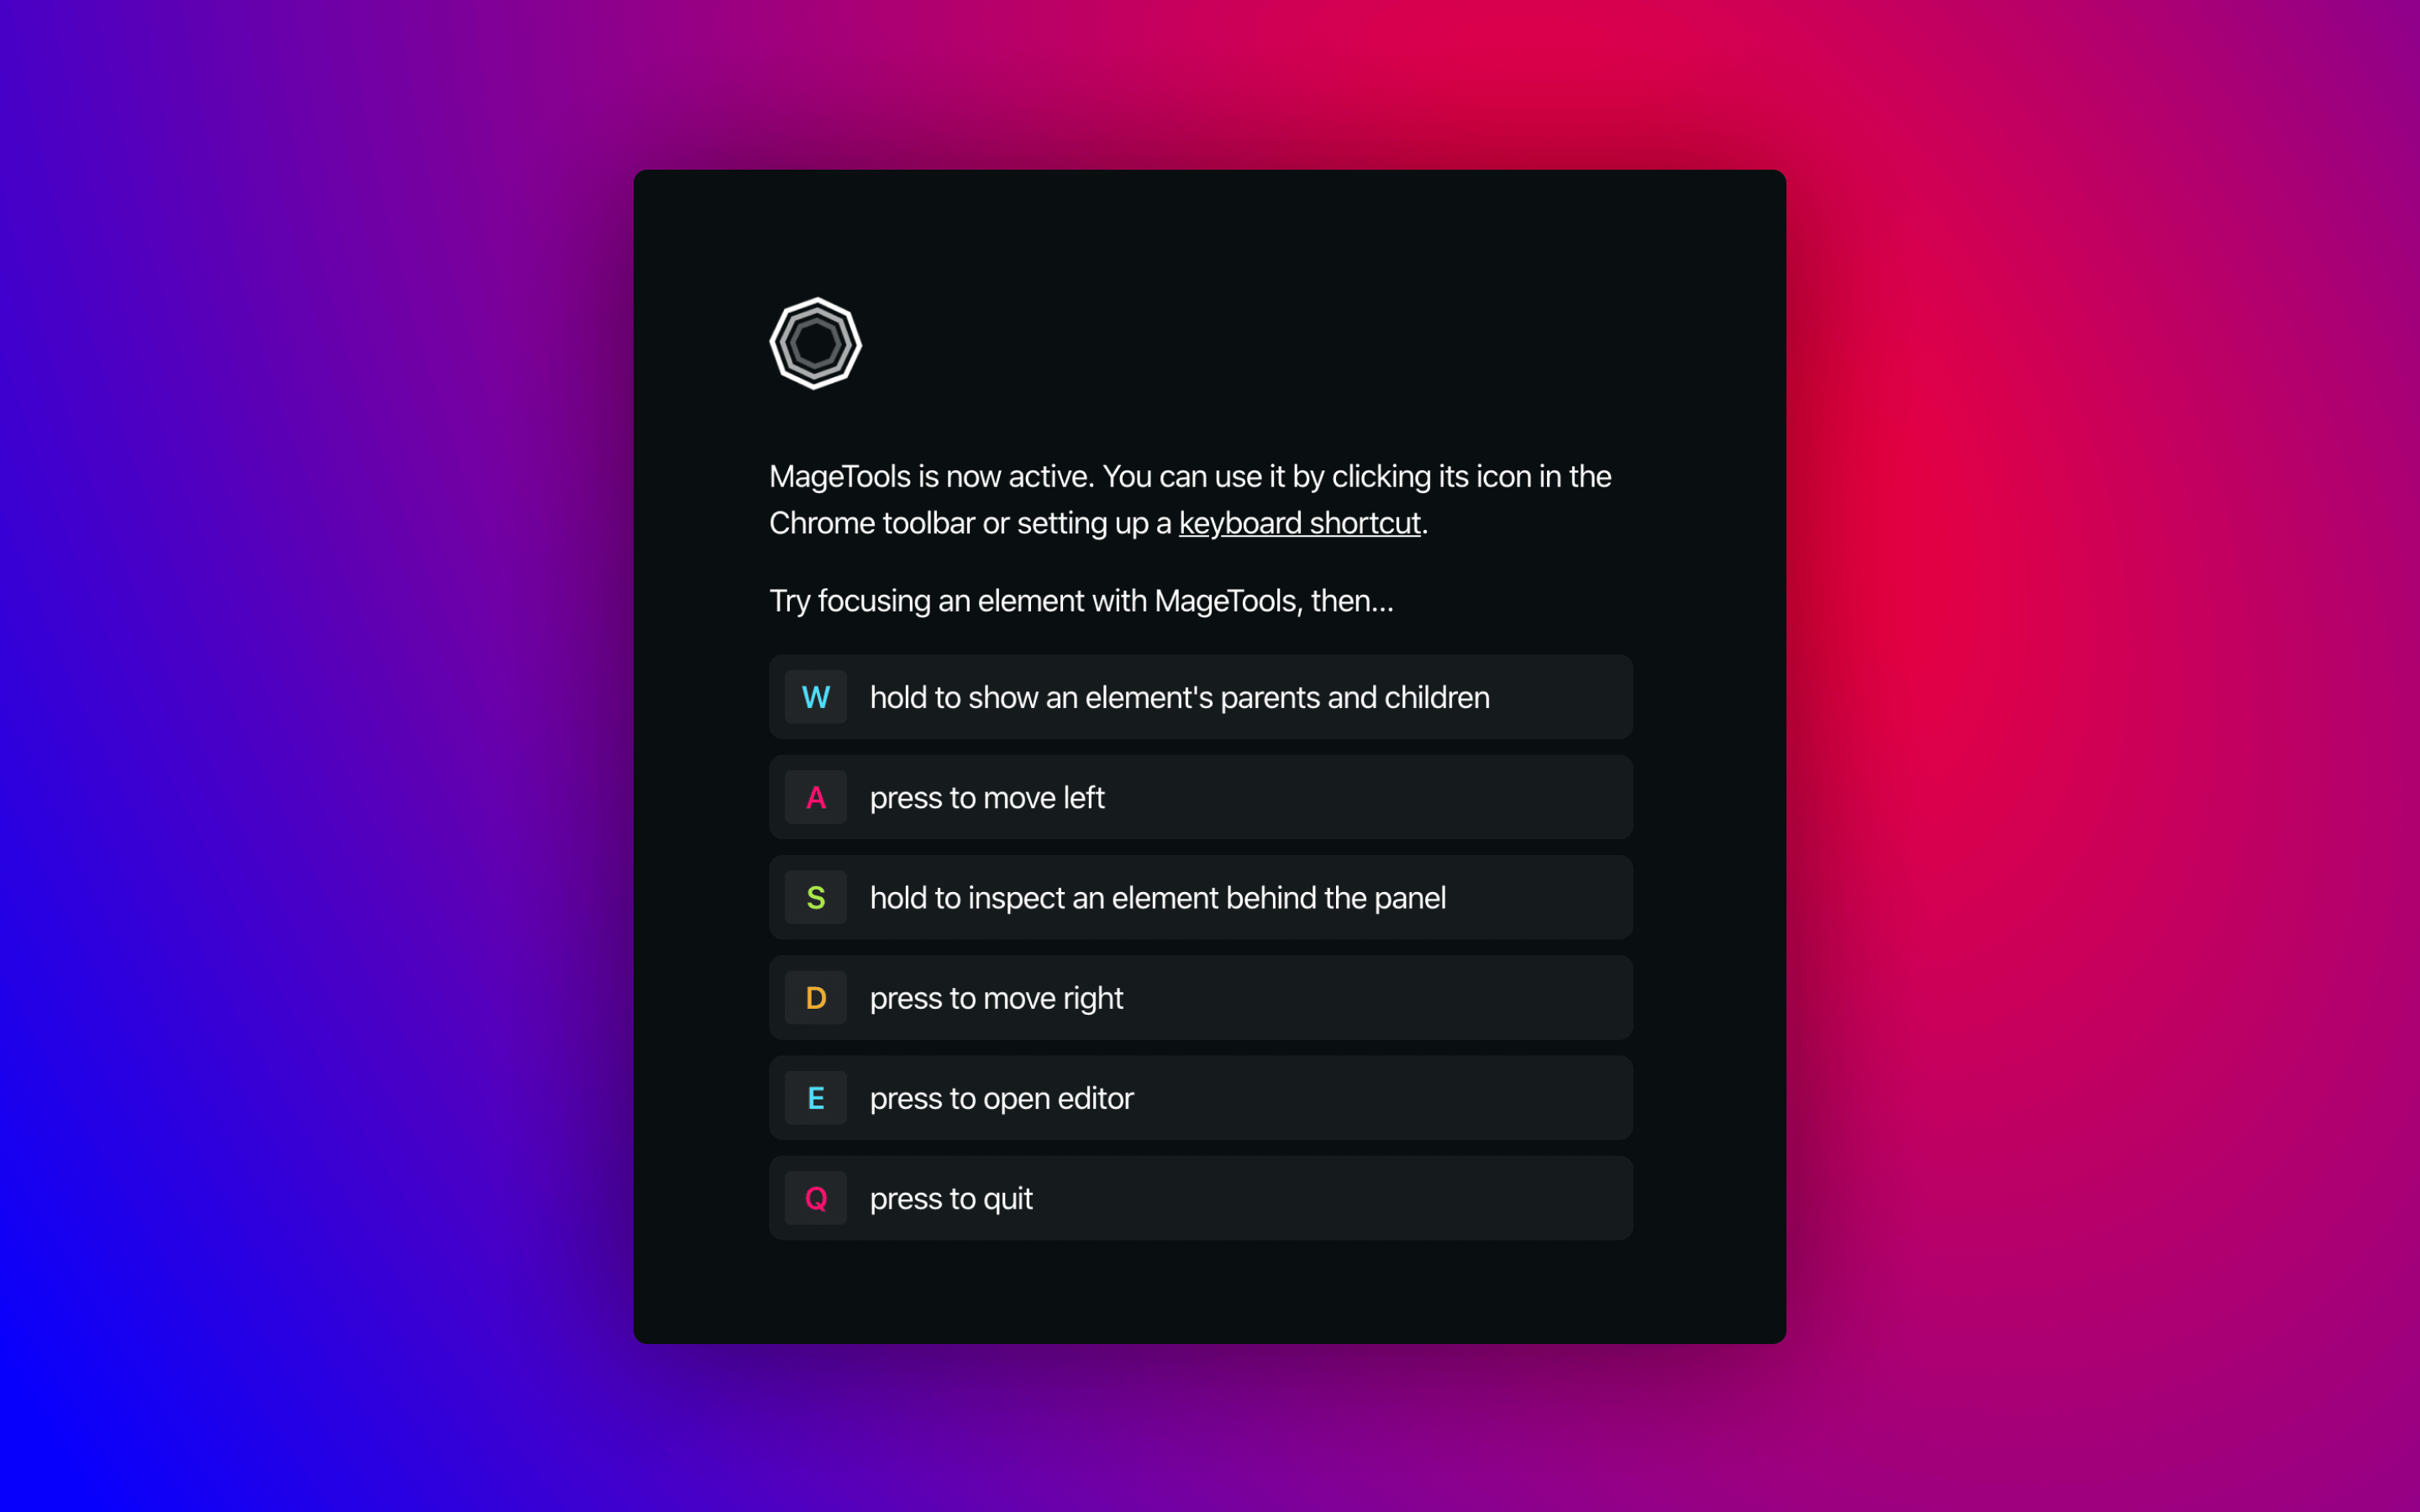 MageTools is now active. You can use it by clicking its icon in the
Chrome toolbar or setting up a keyboard shortcut.
Try focusing an element with MageTools, then...
W hold to show an element's parents and children
A press to move left
S hold to inspect an element behind the panel
D press to move right
E press to open editor
Q press to quit